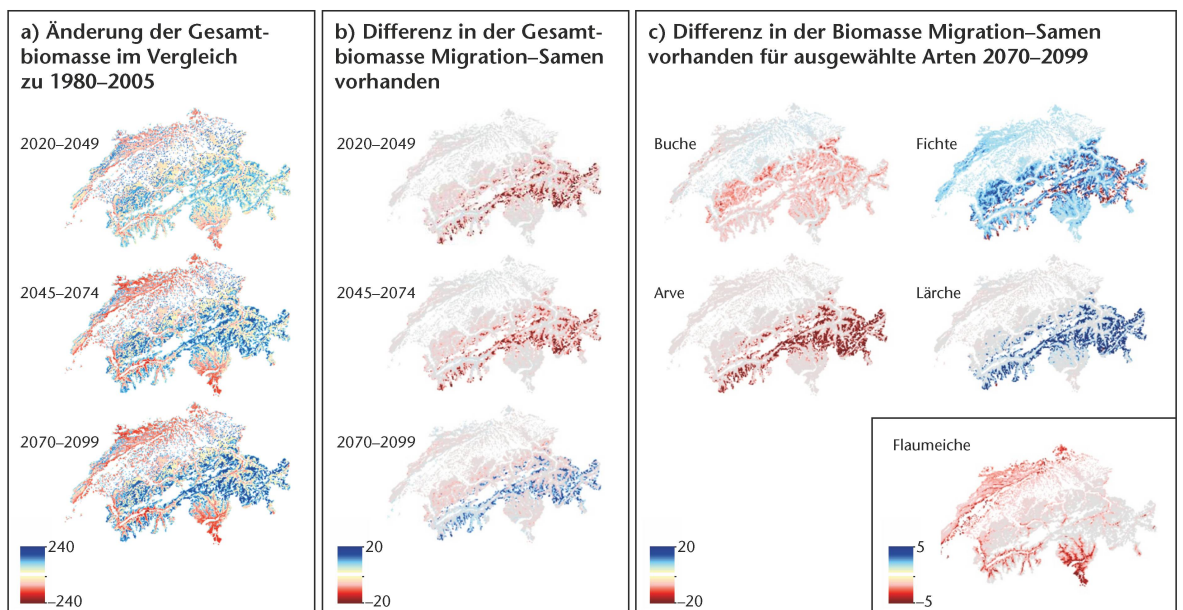 a) Änderung der Gesamt-
biomasse im Vergleich
zu 1980–2005
2020–2049
2045–2074
2070–2099
240
–240
b) Differenz in der Gesamt-
biomasse Migration–Samen
vorhanden
2020–2049
2045–2074
2070–2099
20
–20
c) Differenz in der Biomasse Migration–Samen
vorhanden für ausgewählte Arten 2070–2099
Buche
Fichte
Arve
Lärche
20
–20
Flaumeiche
5
–5